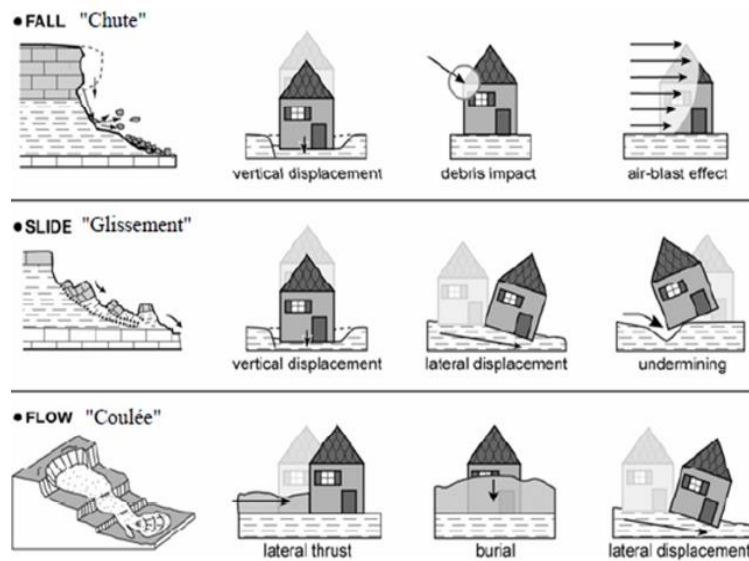 ● FALL "Chute"
vertical displacement
debris impact
air-blast effect
● SLIDE "Glissement"
vertical displacement
lateral displacement
undermining
● FLOW "Coulée"
lateral thrust
burial
lateral displacement